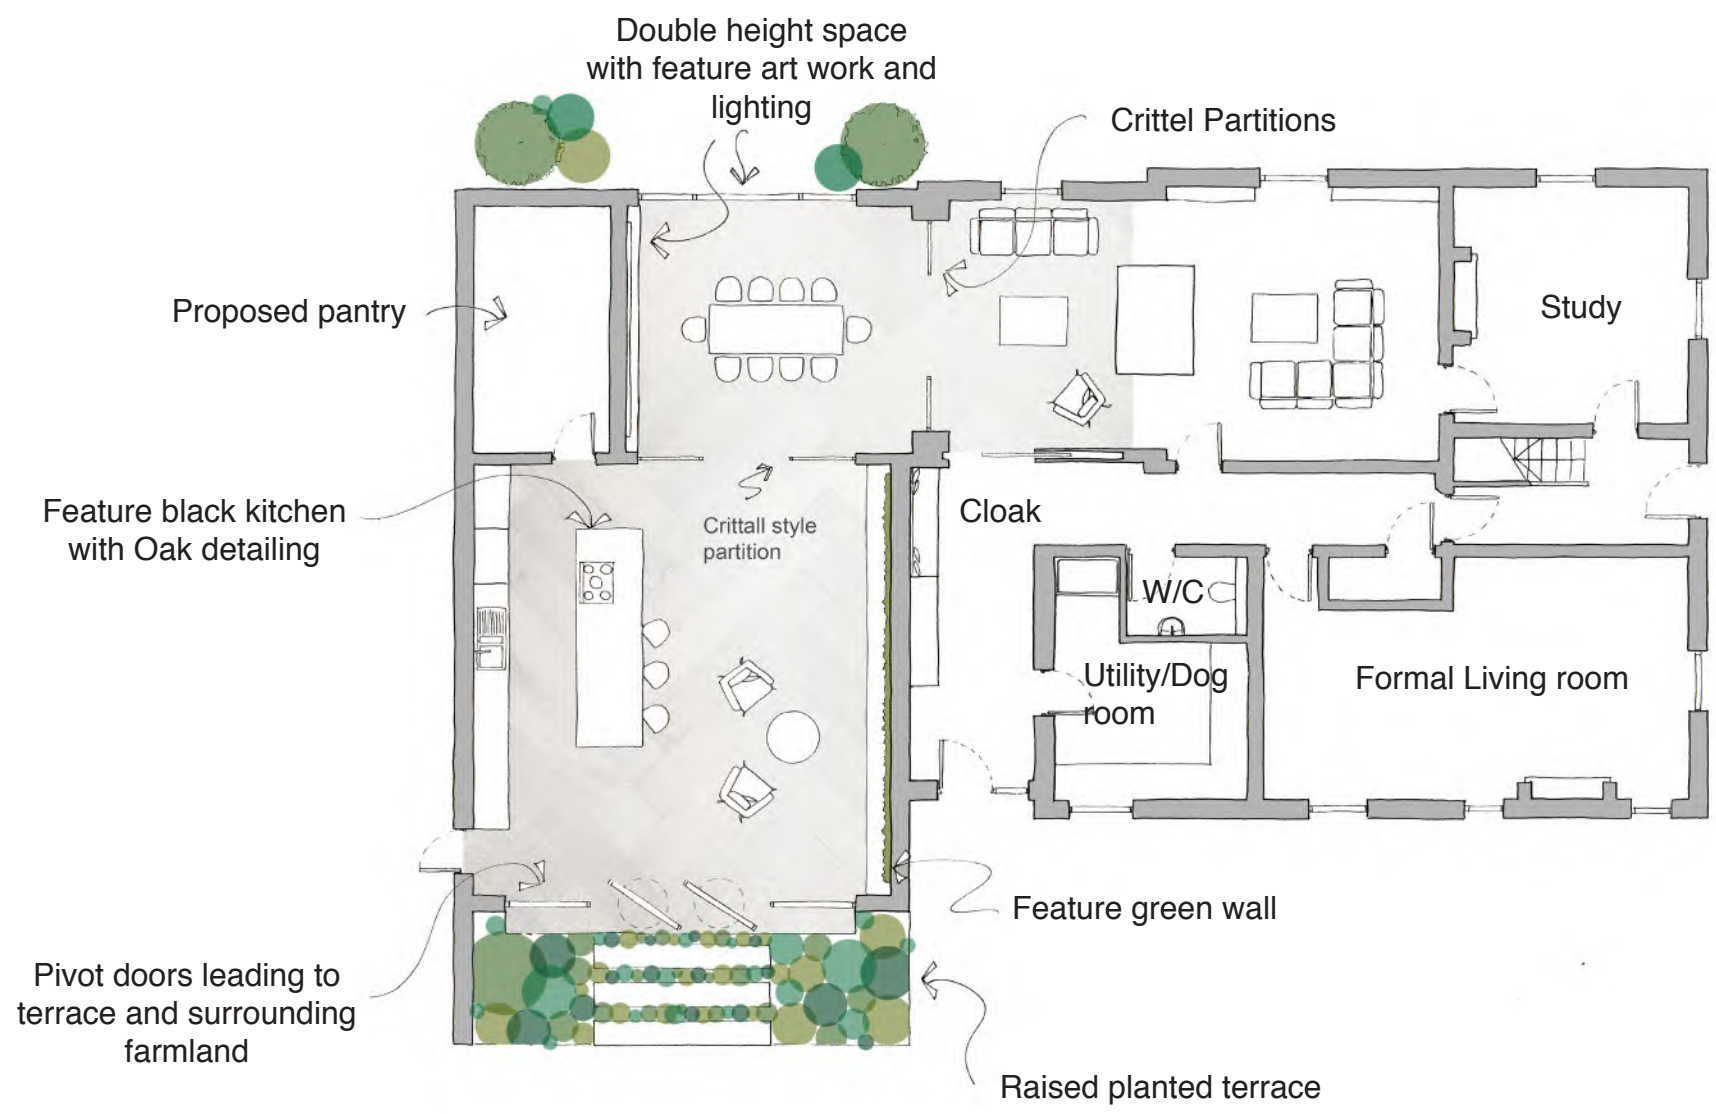 Double height space
with feature art work and
lighting
Crittel Partitions
Proposed pantry
Study
Feature black kitchen
with Oak detailing
Crittall style
partition
Cloak
W/C
Utility/Dog
room
Formal Living room
Feature green wall
Pivot doors leading to
terrace and surrounding
farmland
Raised planted terrace